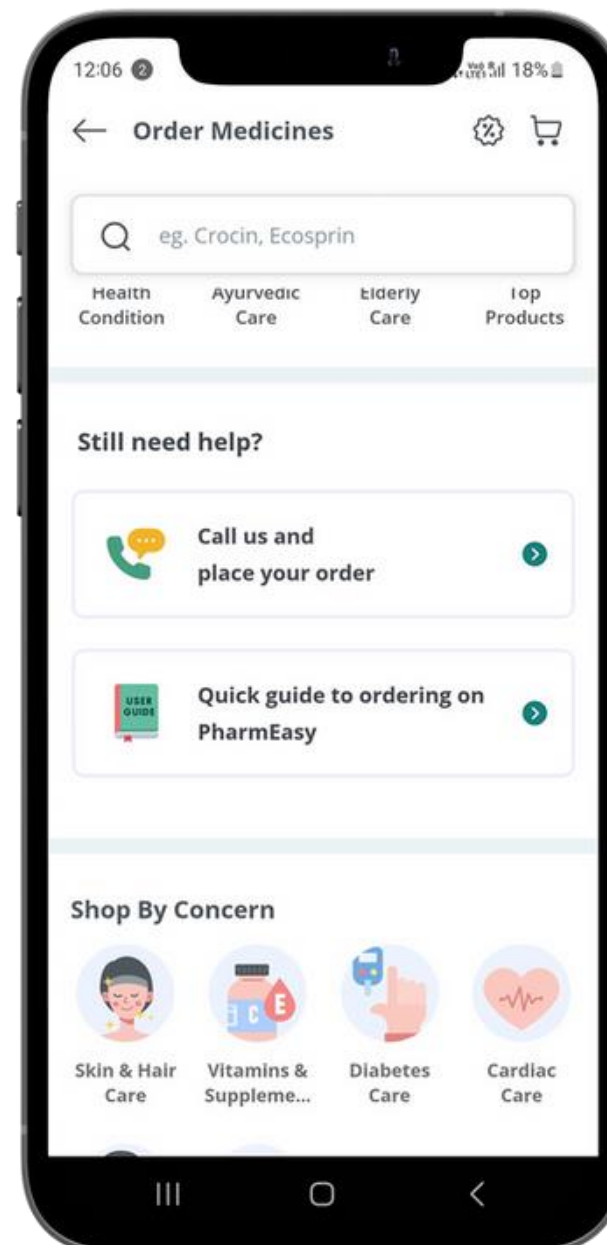 12:06 2 18%
Order Medicines
eg. Crocin, Ecosprin
Health Ayurvedic Elderly Top
Condition Care Care Products
Still need help?
Call us and
place your order
USER
GUIDE
Quick guide to ordering on
PharmEasy
Shop By Concern
C E
Skin & Hair Vitamins & Diabetes Cardiac
Care Suppleme... Care Care